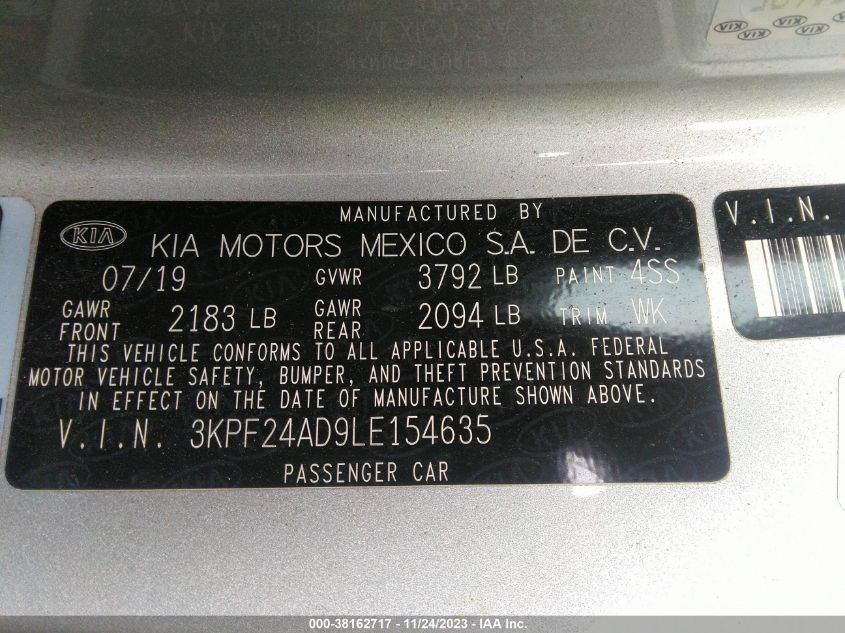 KIA
MANUFACTURED BY
KIA MOTORS MEXICO S.A. DE C.V.
07/19 GVWR 3792 LB PAINT 4SS
GAWR FRONT 2183 LB GAWR REAR 2094 LB TRIM WK
THIS VEHICLE CONFORMS TO ALL APPLICABLE U.S.A. FEDERAL
MOTOR VEHICLE SAFETY, BUMPER, AND THEFT PREVENTION STANDARDS
IN EFFECT ON THE DATE OF MANUFACTURE SHOWN ABOVE.
V.I.N. 3KPF24AD9LE154635
PASSENGER CAR
V.I.N.
000-38162717 - 11/24/2023 - IAA Inc.